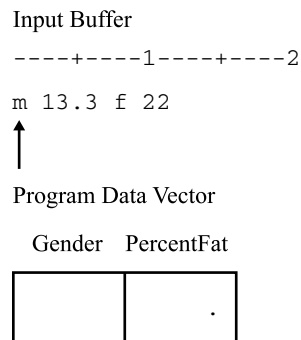 Input Buffer
----+----1----+----2
m 13.3 f 22
Program Data Vector
Gender PercentFat
.